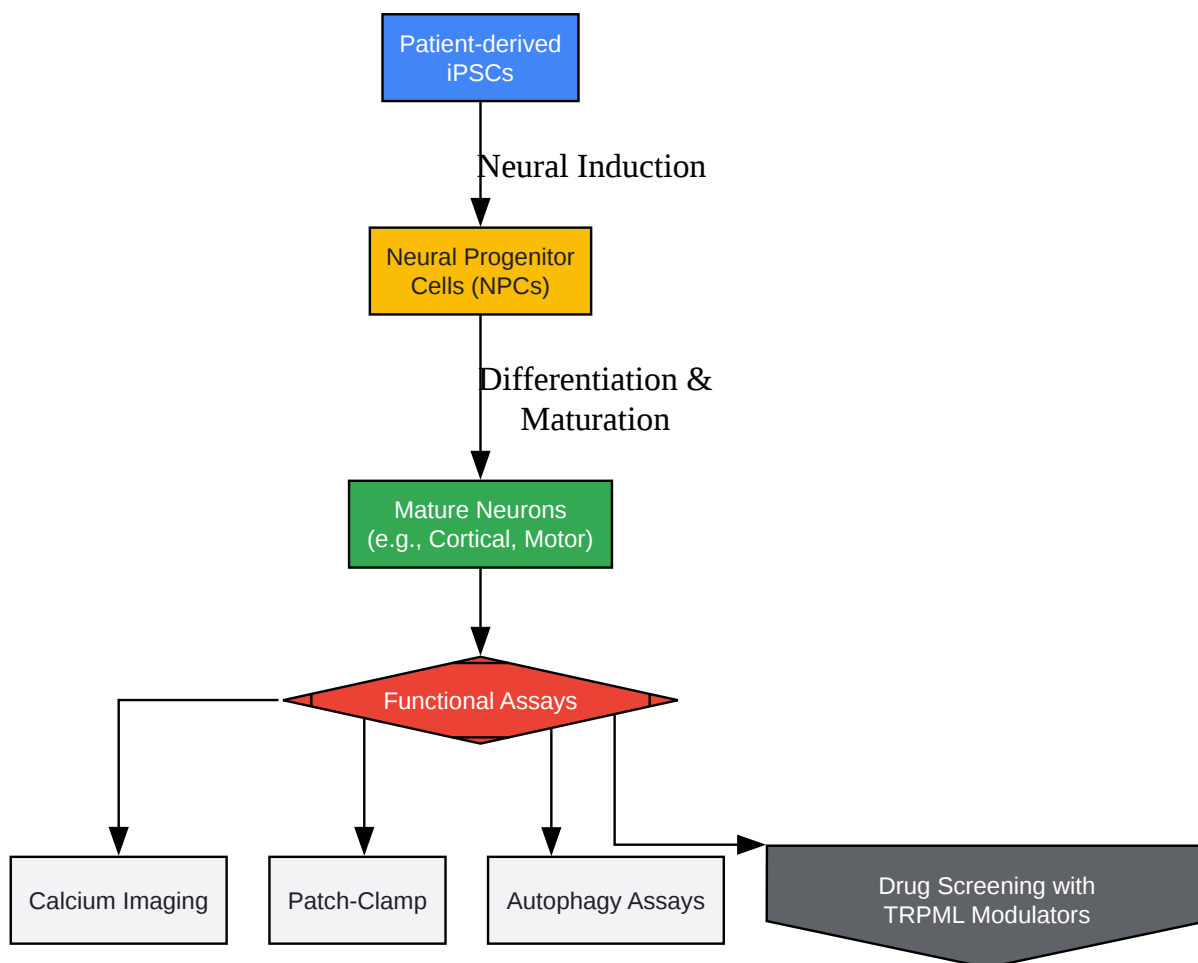 Patient-derived
iPSCs
Neural Induction
Neural Progenitor
Cells (NPCs)
Differentiation &
Maturation
Mature Neurons
(e.g., Cortical, Motor)
Functional Assays
Calcium Imaging
Patch-Clamp
Autophagy Assays
Drug Screening with
TRPML Modulators